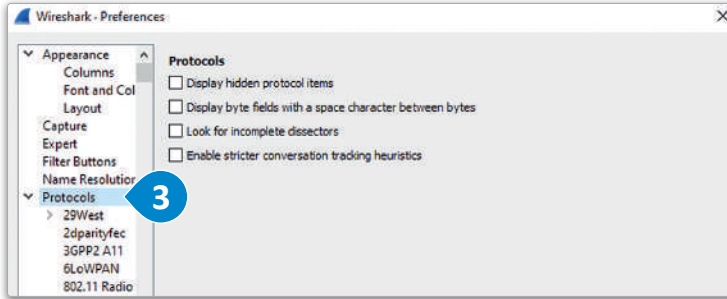 Wireshark - Preferences
Appearance
Columns
Font and Col
Layout
Capture
Expert
Filter Buttons
Name Resolution
Protocols
29West
2dparityfec
3GPP2 A11
6LoWPAN
802.11 Radio
3
Protocols
Display hidden protocol items
Display byte fields with a space character between bytes
Look for incomplete dissectors
Enable stricter conversation tracking heuristics